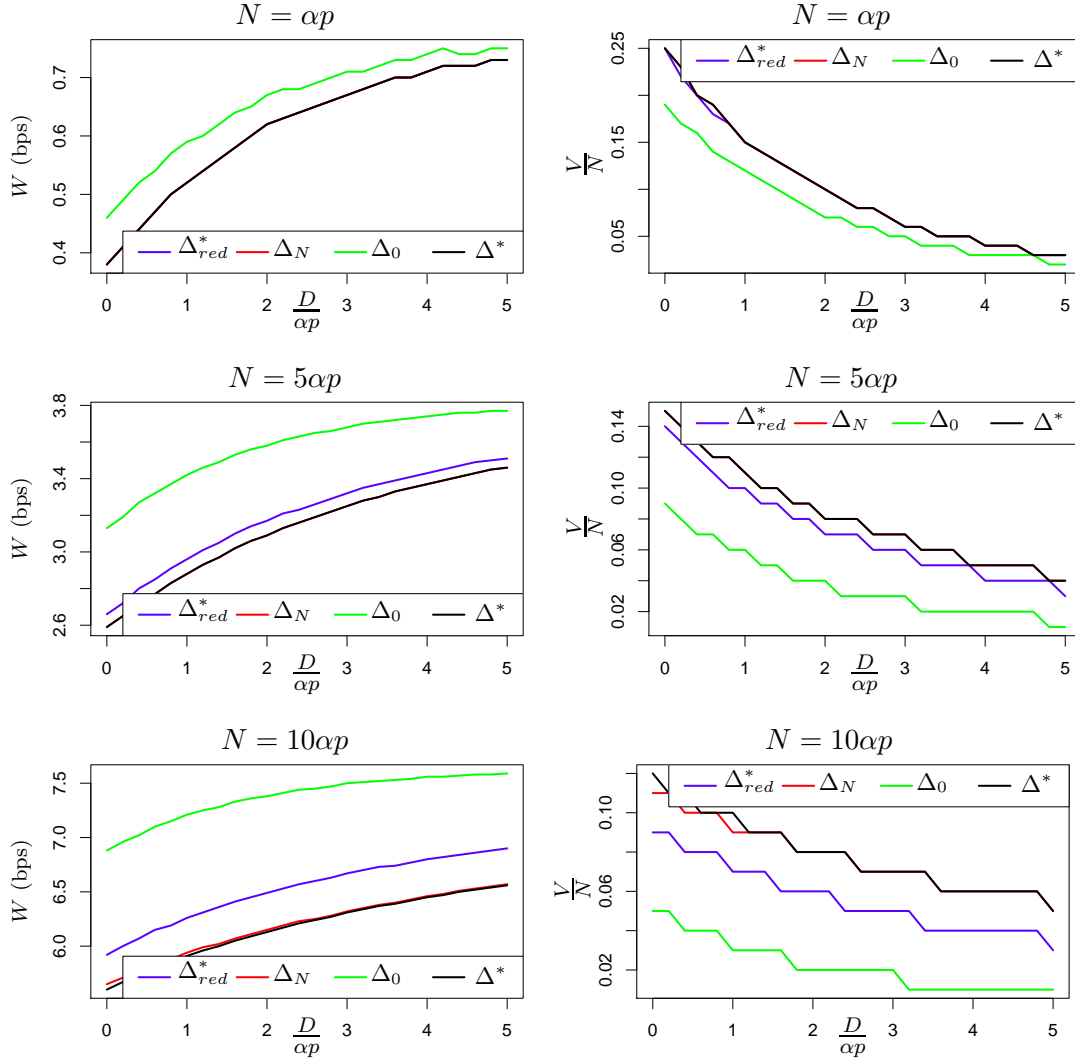 N = αp
W (bps)
0.4 0.5 0.6 0.7
Δ*red ΔN Δ0 Δ*
0 1 2 3 4 5
D/αp
N = αp
V/N
0.05 0.15 0.25
Δ*red ΔN Δ0 Δ*
0 1 2 3 4 5
D/αp
N = 5αp
W (bps)
2.6 3.0 3.4 3.8
Δ*red ΔN Δ0 Δ*
0 1 2 3 4 5
D/αp
N = 5αp
V/N
0.02 0.06 0.10 0.14
Δ*red ΔN Δ0 Δ*
0 1 2 3 4 5
D/αp
N = 10αp
W (bps)
6.0 6.5 7.0 7.5
Δ*red ΔN Δ0 Δ*
0 1 2 3 4 5
D/αp
N = 10αp
V/N
0.02 0.06 0.10
Δ*red ΔN Δ0 Δ*
0 1 2 3 4 5
D/αp